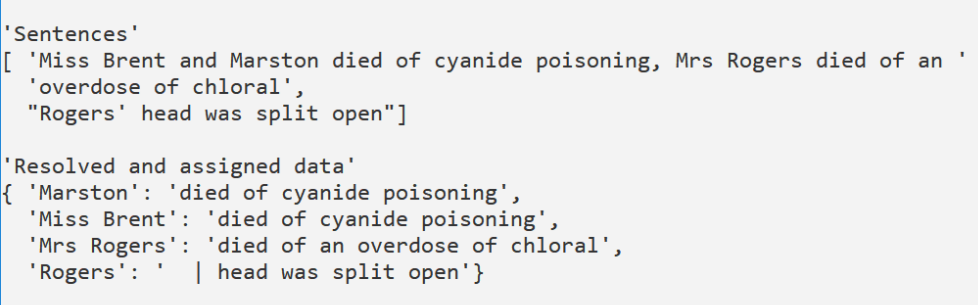 'Sentences'
[ 'Miss Brent and Marston died of cyanide poisoning, Mrs Rogers died of an '
'overdose of chloral',
"Rogers' head was split open"]
'Resolved and assigned data'
{ 'Marston': 'died of cyanide poisoning',
'Miss Brent': 'died of cyanide poisoning',
'Mrs Rogers': 'died of an overdose of chloral',
'Rogers': '  | head was split open'}